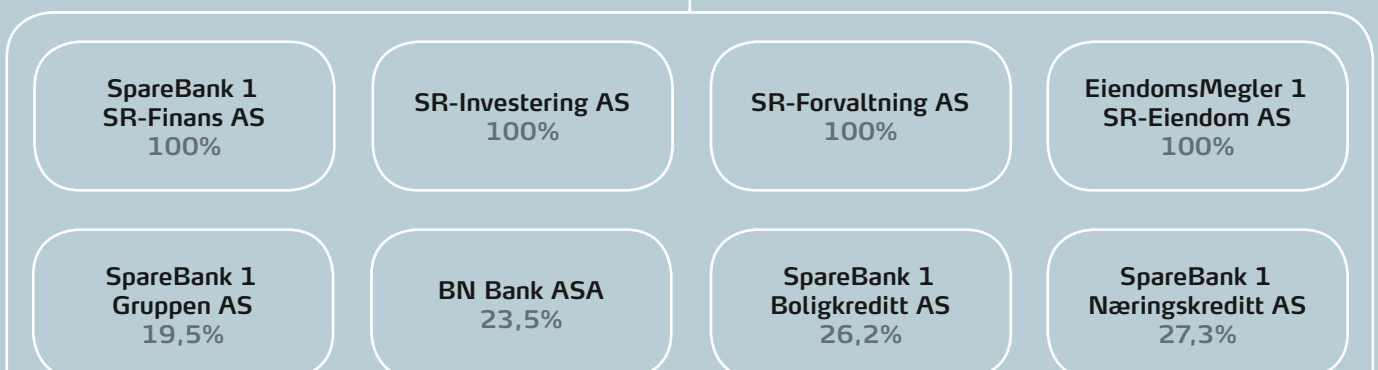 SpareBank 1
SR-Finans AS
100%
SR-Investering AS
100%
SR-Forvaltning AS
100%
EiendomsMegler 1
SR-Eiendom AS
100%
SpareBank 1
Gruppen AS
19,5%
BN Bank ASA
23,5%
SpareBank 1
Boligkreditt AS
26,2%
SpareBank 1
Næringskreditt AS
27,3%